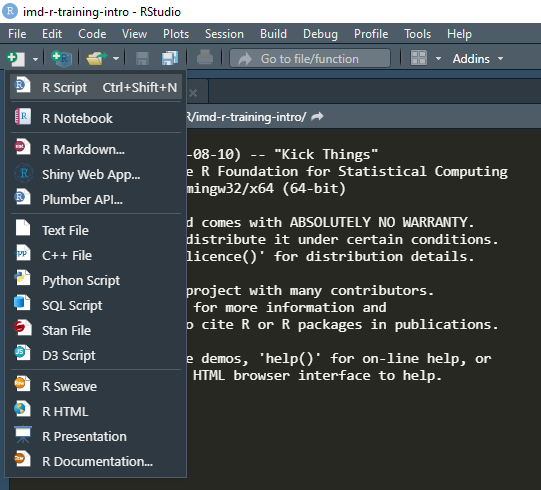 imd-r-training-intro - RStudio
File Edit Code View Plots Session Build Debug Profile Tools Help
Go to file/function Addins
R Script Ctrl+Shift+N
R Notebook
R Markdown...
Shiny Web App...
Plumber API...
Text File
C++ File
Python Script
SQL Script
Stan File
D3 Script
R Sweave
R HTML
R Presentation
R Documentation...
R/imd-r-training-intro/
-08-10) -- "Kick Things"
e R Foundation for Statistical Computing
mingw32/x64 (64-bit)
d comes with ABSOLUTELY NO WARRANTY.
distribute it under certain conditions.
licence()' for distribution details.
project with many contributors.
for more information and
o cite R or R packages in publications.
e demos, 'help()' for on-line help, or
HTML browser interface to help.